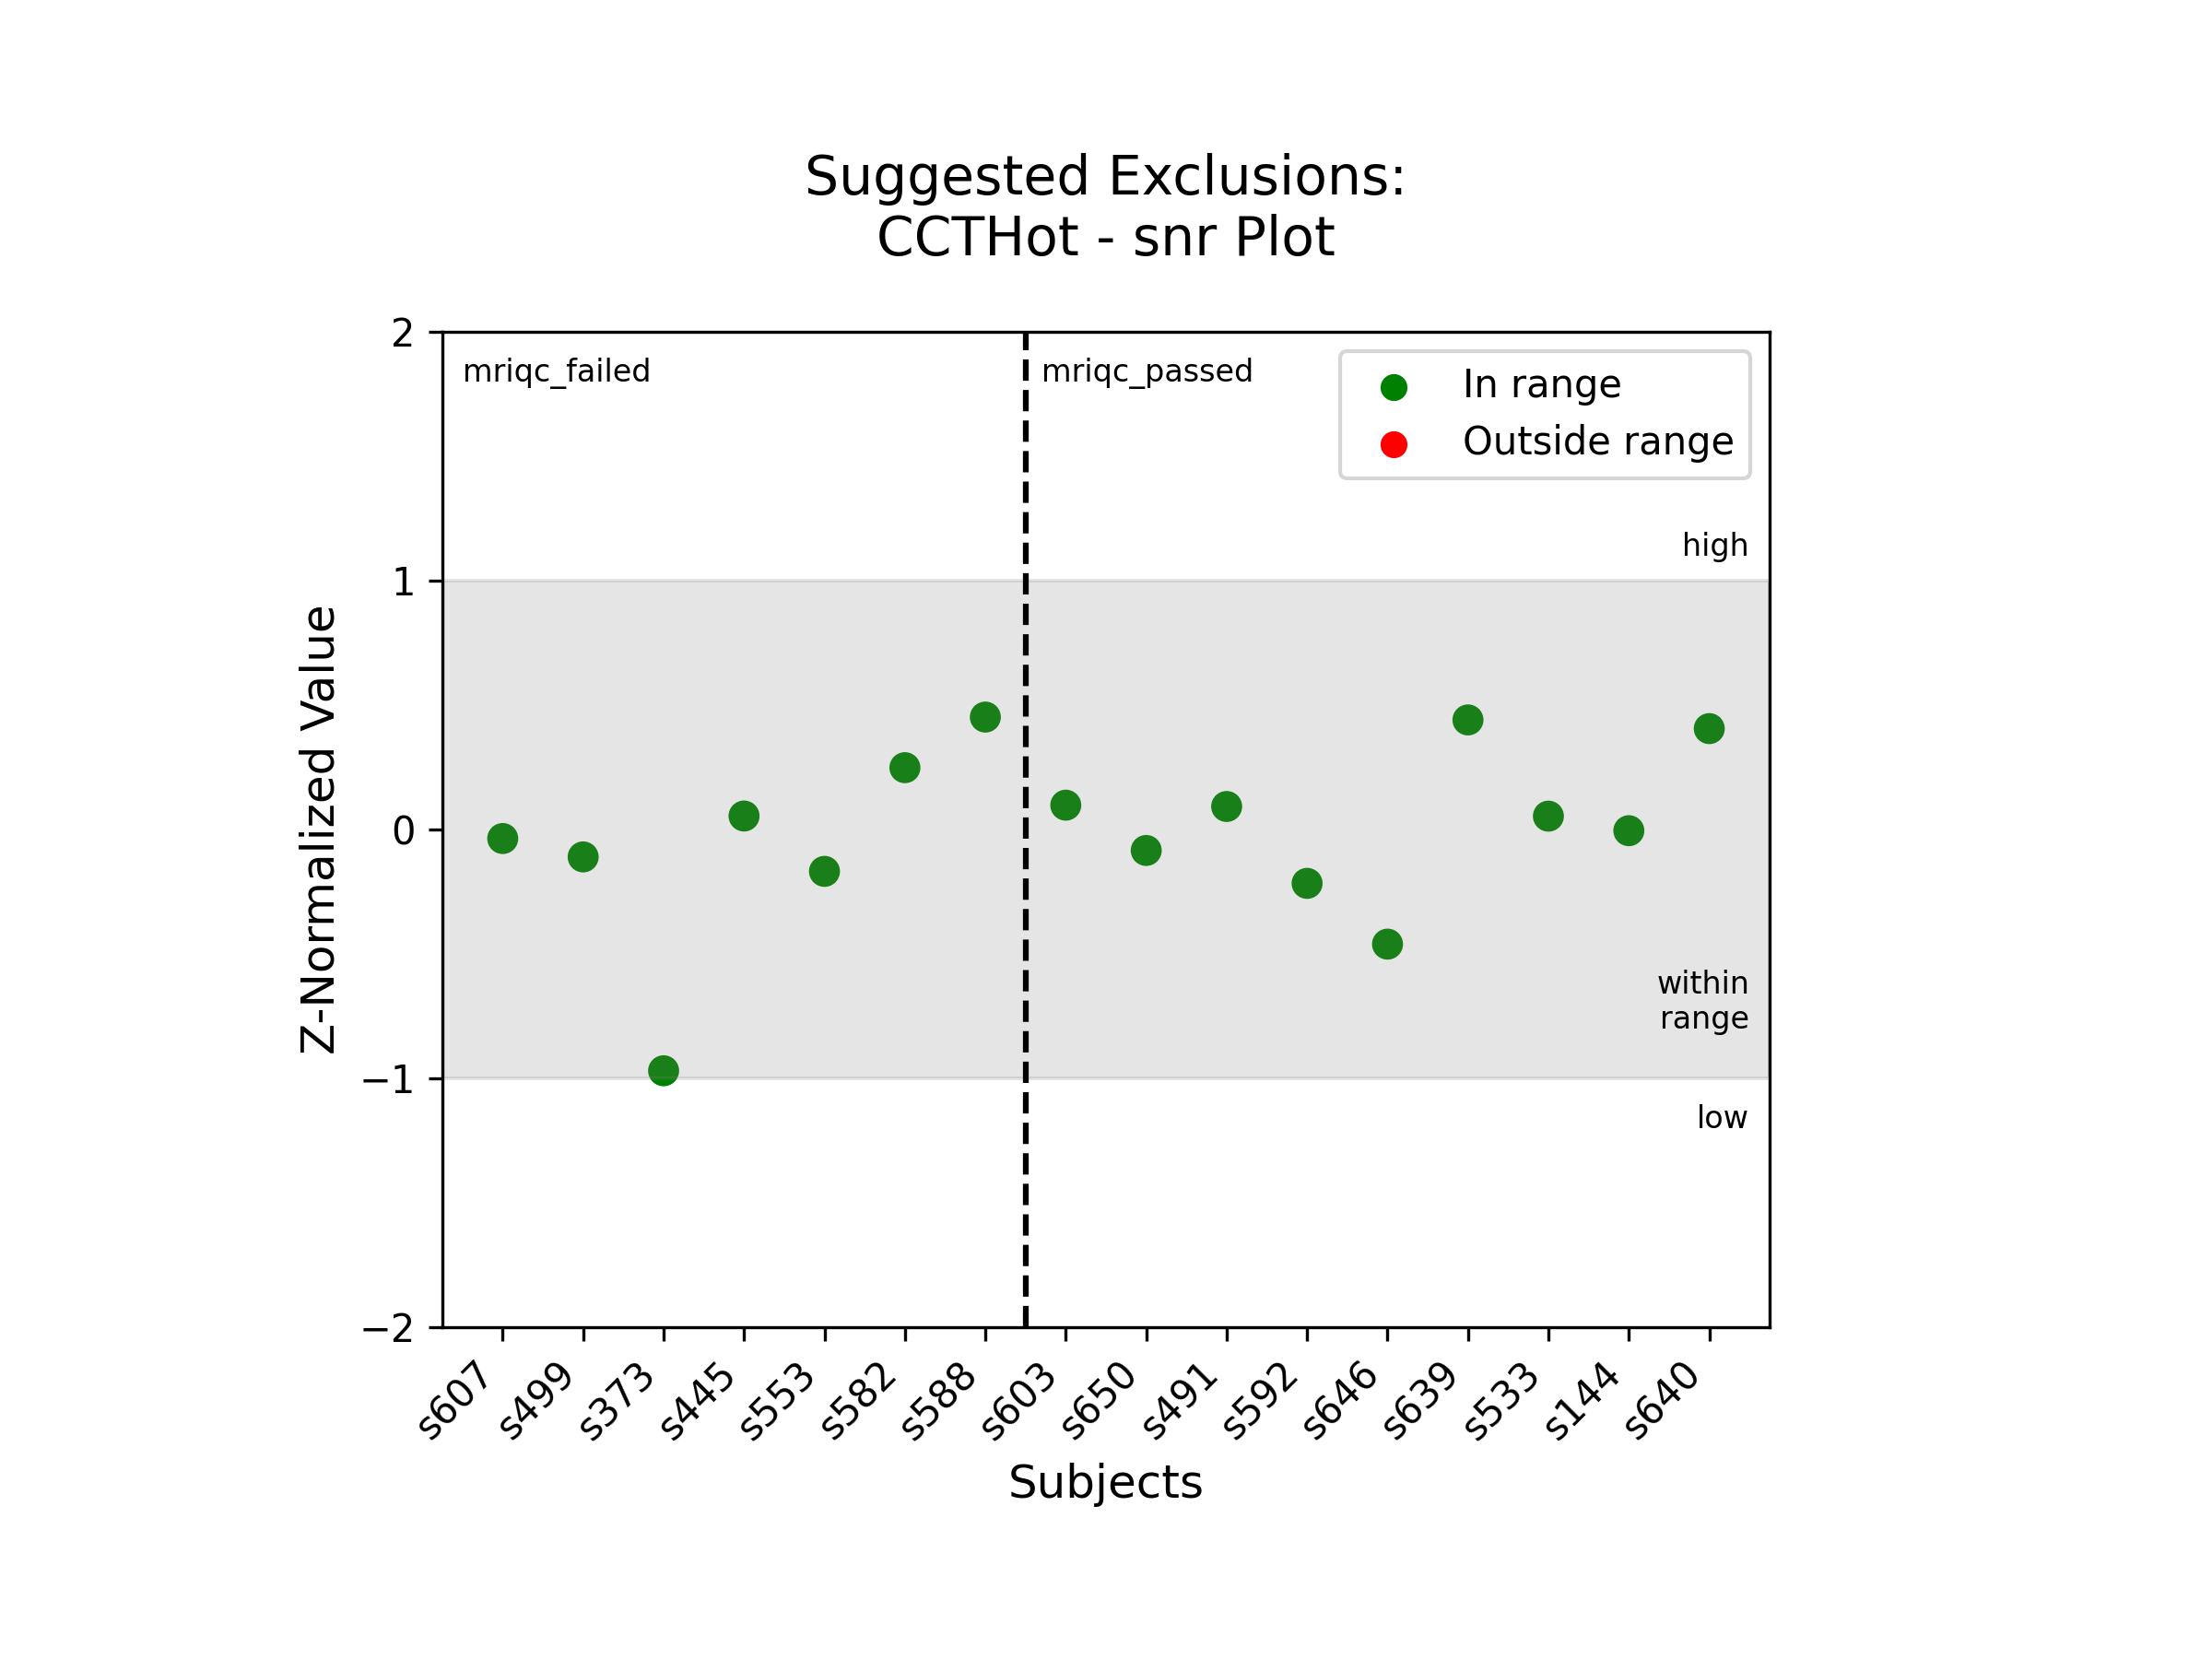 Suggested Exclusions:
CCTHot - snr Plot
2
mriqc_failed
mriqc_passed
In range
Outside range
high
1
Z-Normalized Value
0
within
range
−1
low
−2
s607
s499
s373
s445
s553
s582
s588
s603
s650
s491
s592
s646
s639
s533
s144
s640
Subjects